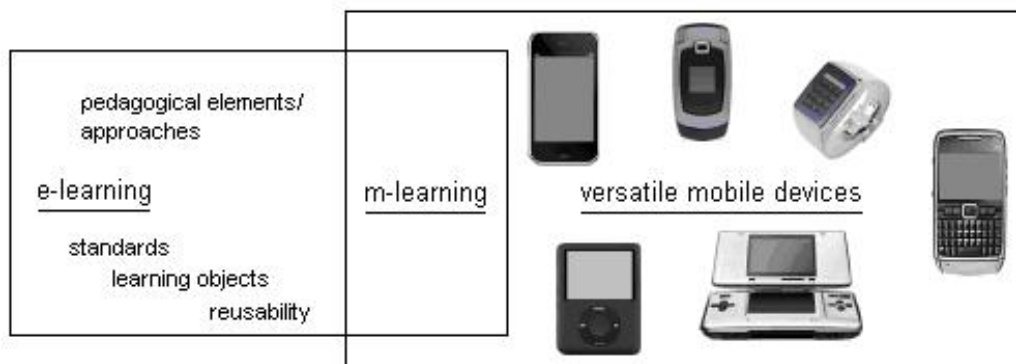 pedagogical elements/
approaches
e-learning
m-learning
versatile mobile devices
standards
learning objects
reusability